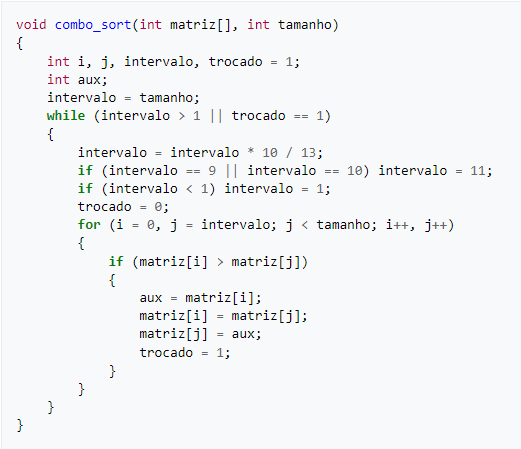 void combo_sort(int matriz[], int tamanho)
{
    int i, j, intervalo, trocado = 1;
    int aux;
    intervalo = tamanho;
    while (intervalo > 1 || trocado == 1)
    {
        intervalo = intervalo * 10 / 13;
        if (intervalo == 9 || intervalo == 10) intervalo = 11;
        if (intervalo < 1) intervalo = 1;
        trocado = 0;
        for (i = 0, j = intervalo; j < tamanho; i++, j++)
        {
            if (matriz[i] > matriz[j])
            {
                aux = matriz[i];
                matriz[i] = matriz[j];
                matriz[j] = aux;
                trocado = 1;
            }
        }
    }
}